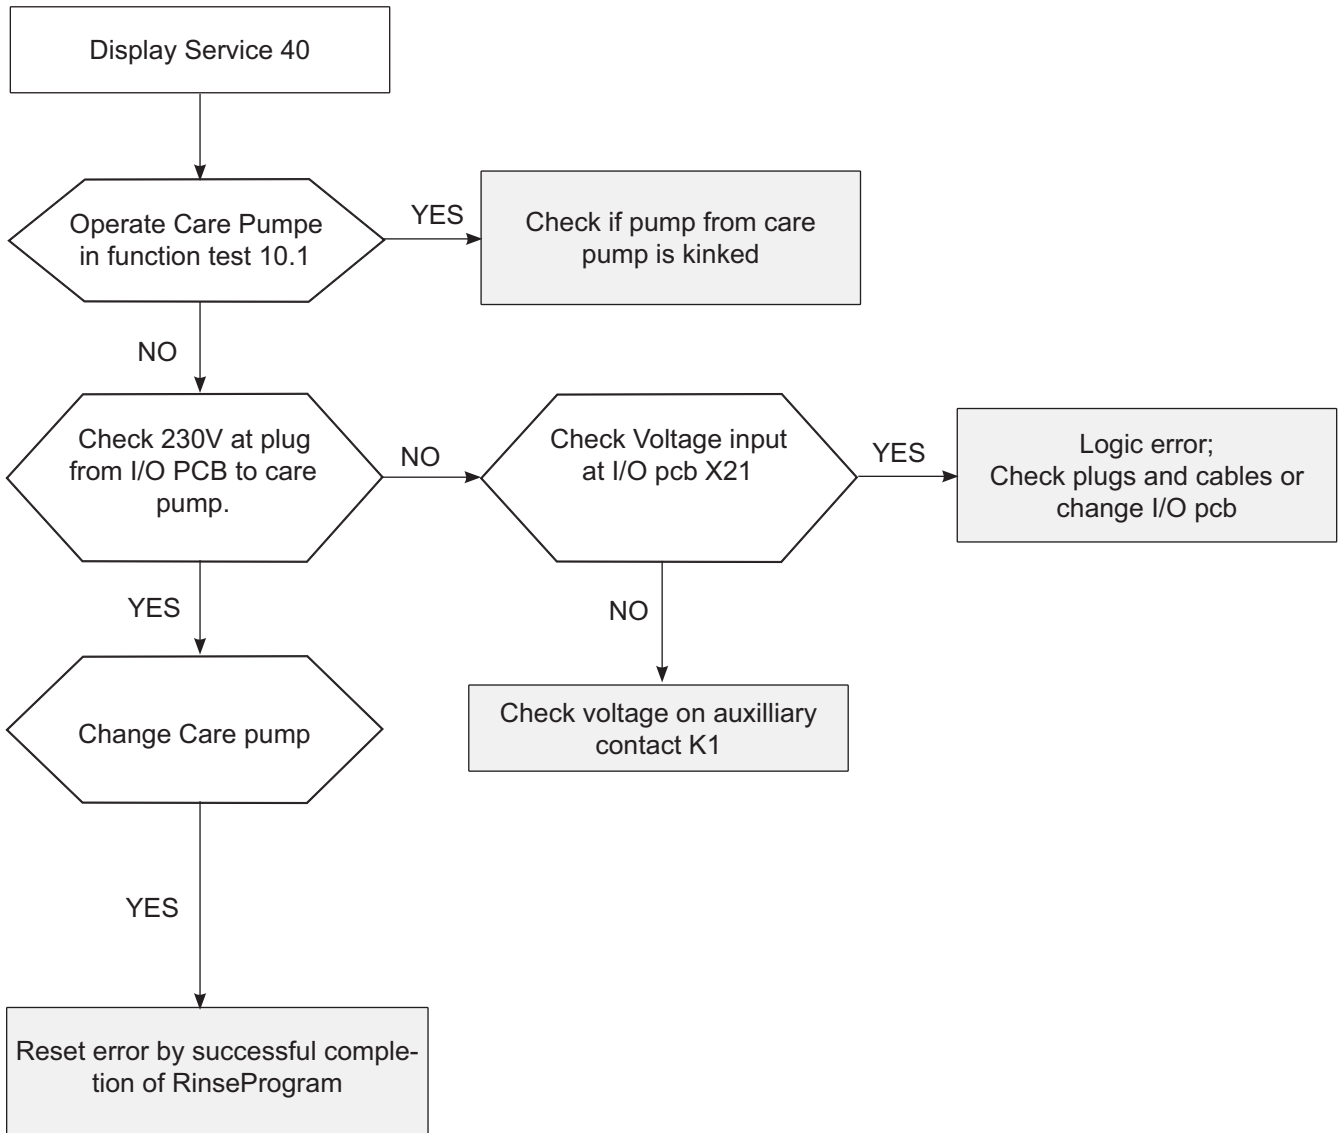 Display Service 40
Operate Care Pumpe
in function test 10.1
YES
Check if pump from care
pump is kinked
NO
Check 230V at plug
from I/O PCB to care
pump.
NO
Check Voltage input
at I/O pcb X21
YES
Logic error;
Check plugs and cables or
change I/O pcb
YES
NO
Change Care pump
Check voltage on auxilliary
contact K1
YES
Reset error by successful comple-
tion of RinseProgram